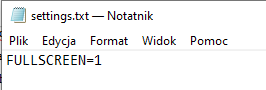 settings.txt — Notatnik
Plik Edycja Format Widok Pomoc
FULLSCREEN=1